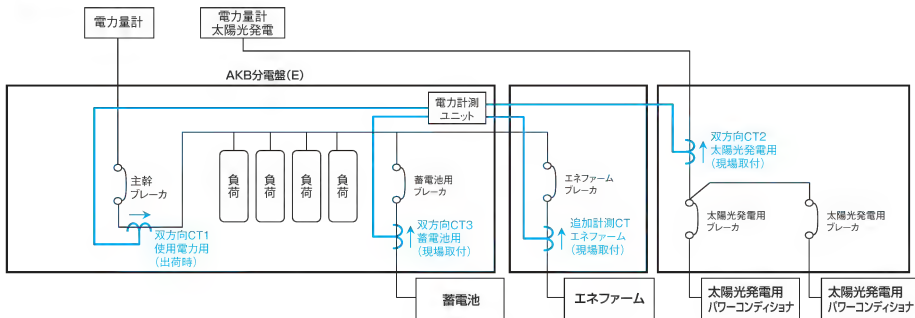 電力量計
電力量計
太陽光発電
AKB分電盤(E)
電力計測
ユニット
主幹
ブレーカ
双方向CT1
使用電力用
(出荷時)
負荷
負荷
負荷
負荷
蓄電池用
ブレーカ
双方向CT3
蓄電池用
(現場取付)
エネファーム
ブレーカ
追加計測CT
エネファーム
(現場取付)
双方向CT2
太陽光発電用
(現場取付)
太陽光発電用
ブレーカ
太陽光発電用
ブレーカ
蓄電池
エネファーム
太陽光発電用
パワーコンディショナ
太陽光発電用
パワーコンディショナ